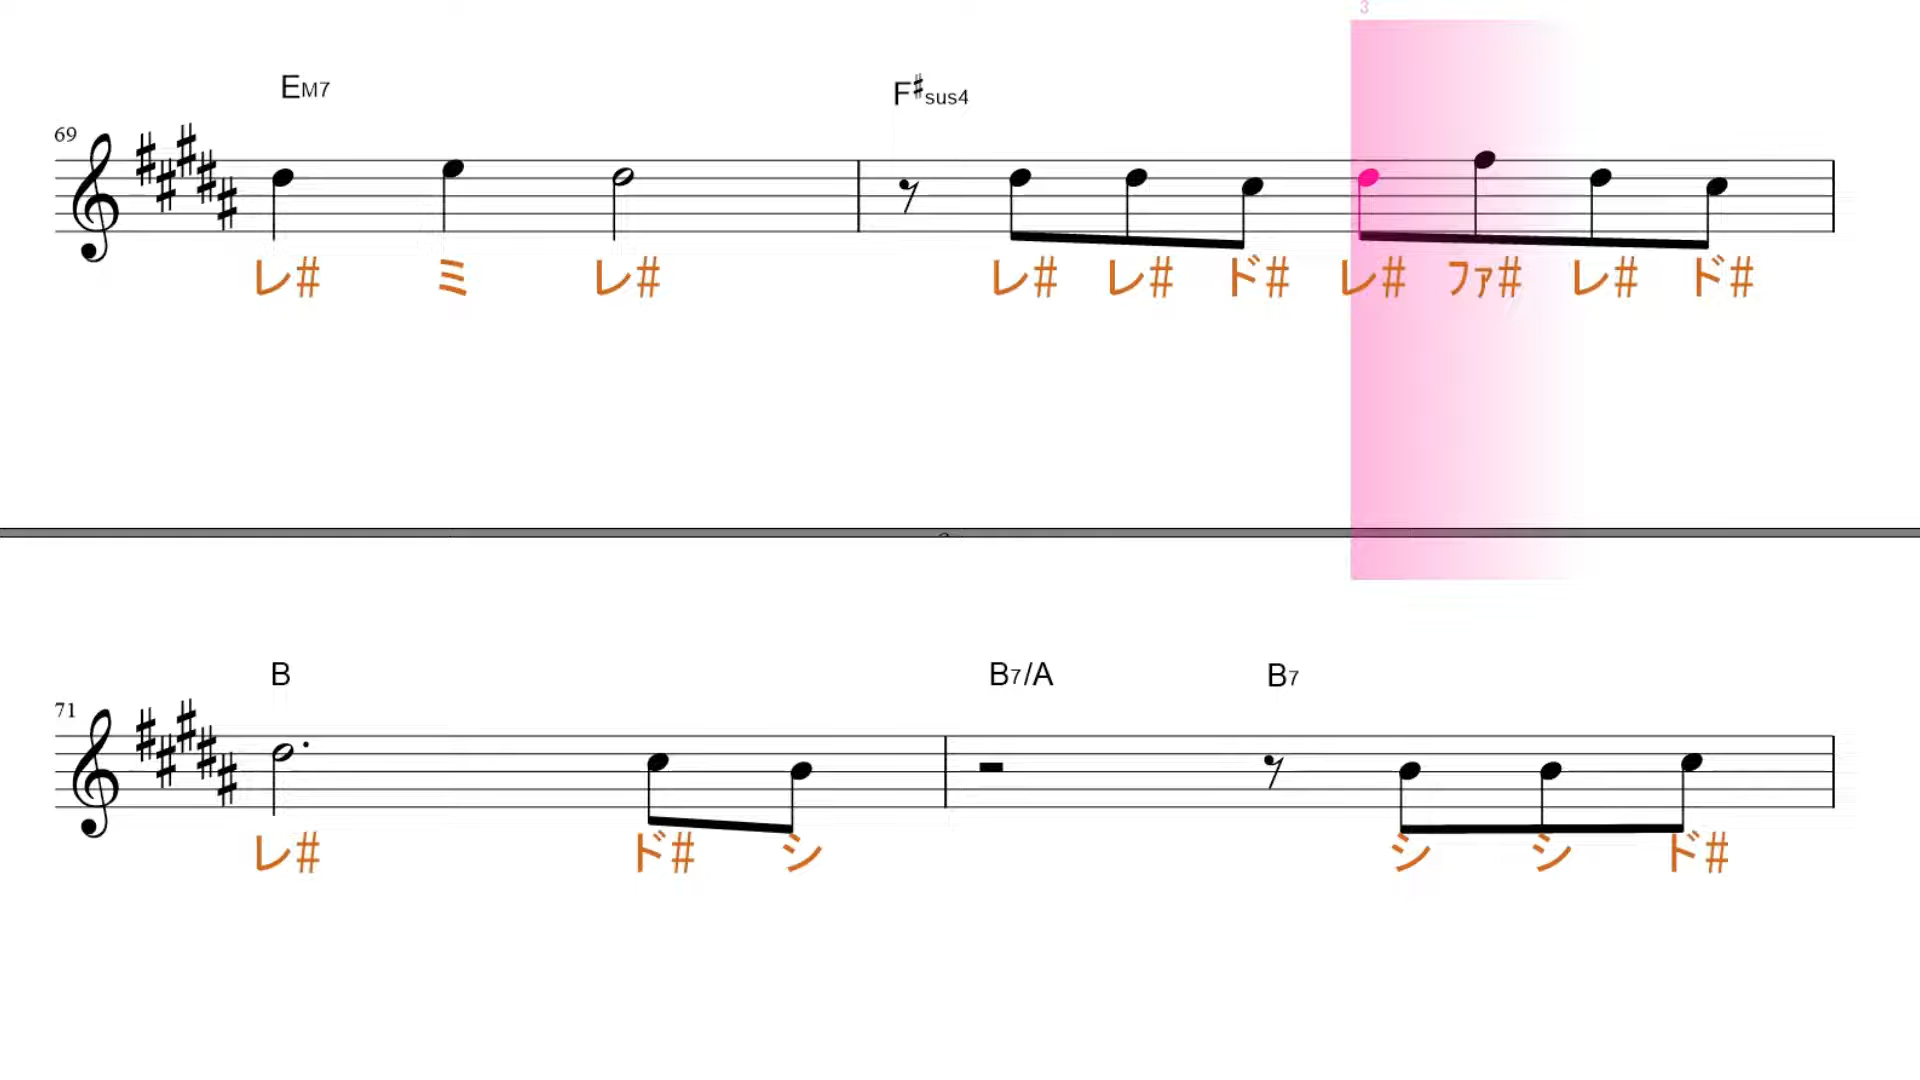 3
EM7 F♯sus4
69
レ# ミ レ# レ# レ# ド# レ# ファ# レ# ド#
B B7/A B7
71
レ# ド# シ シ シ ド#